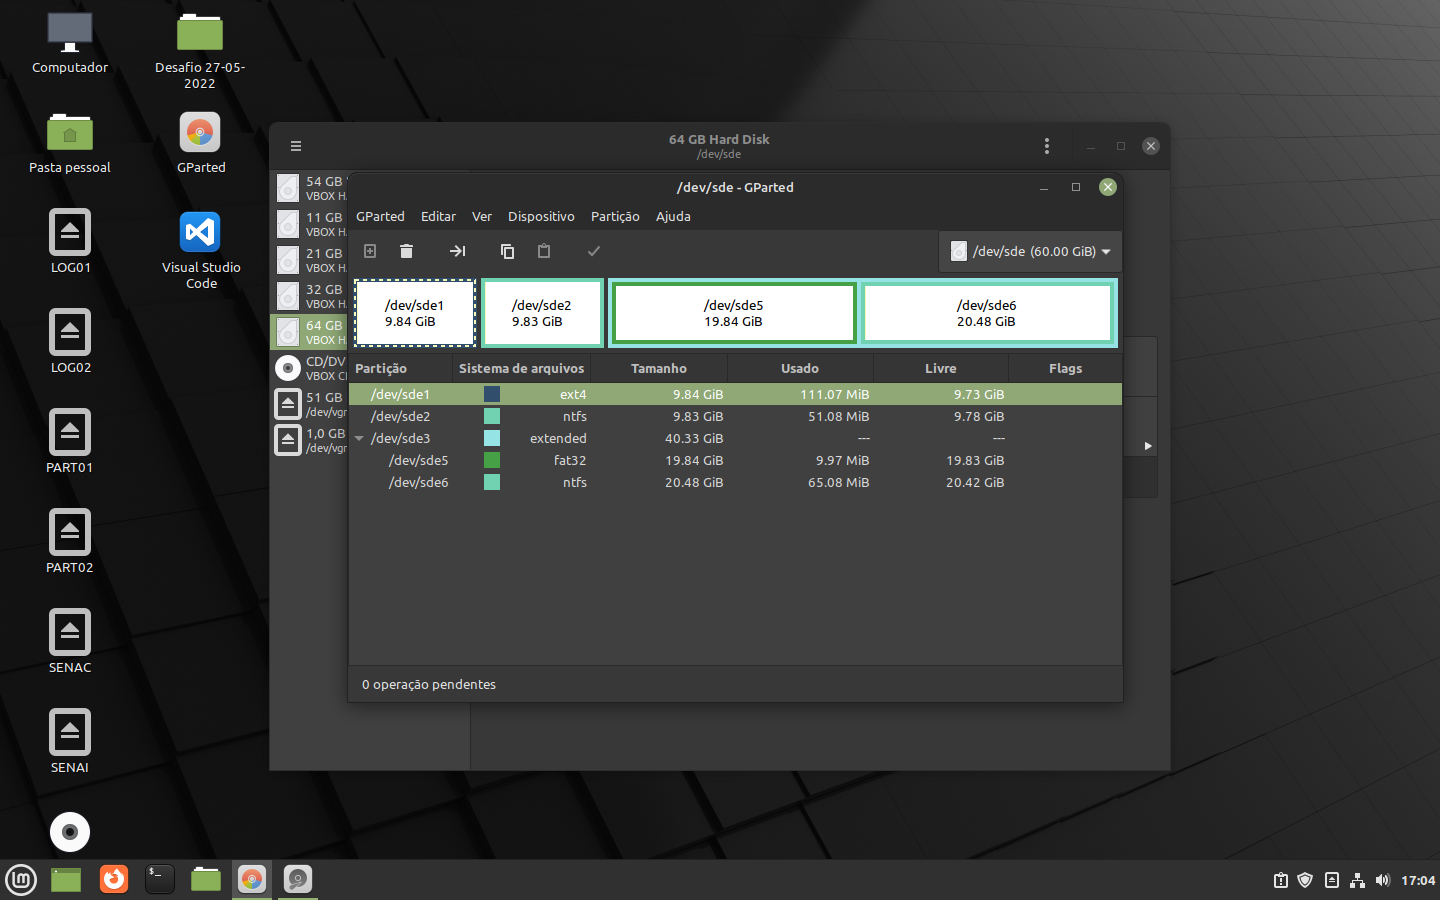 Computador
Desafio 27-05-
2022
Pasta pessoal
GParted
LOG01
Visual Studio
Code
LOG02
PART01
PART02
SENAC
SENAI
64 GB Hard Disk
/dev/sde
54 GB
VBOX H
11 GB
VBOX H
21 GB
VBOX H
32 GB
VBOX H
64 GB
VBOX H
CD/DV
VBOX C
51 GB
/dev/vgr
1,0 GB
/dev/vgr
/dev/sde - GParted
GParted Editar Ver Dispositivo Partição Ajuda
/dev/sde (60.00 GiB)
/dev/sde1
9.84 GiB
/dev/sde2
9.83 GiB
/dev/sde5
19.84 GiB
/dev/sde6
20.48 GiB
Partição Sistema de arquivos Tamanho Usado Livre Flags
/dev/sde1 ext4 9.84 GiB 111.07 MiB 9.73 GiB
/dev/sde2 ntfs 9.83 GiB 51.08 MiB 9.78 GiB
/dev/sde3 extended 40.33 GiB --- ---
/dev/sde5 fat32 19.84 GiB 9.97 MiB 19.83 GiB
/dev/sde6 ntfs 20.48 GiB 65.08 MiB 20.42 GiB
0 operação pendentes
$_
17:04